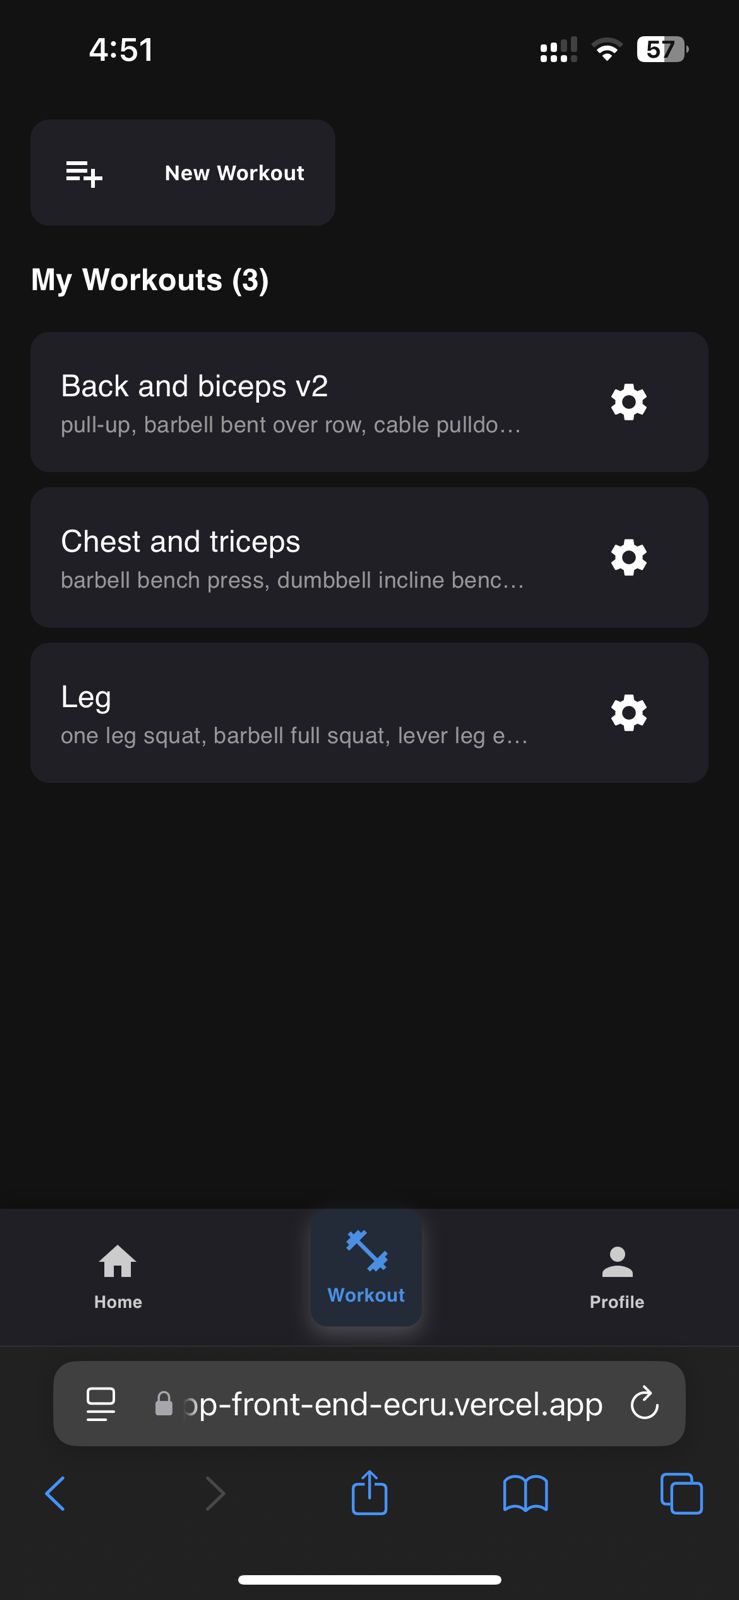 4:51
57
New Workout
My Workouts (3)
Back and biceps v2
pull-up, barbell bent over row, cable pulldo...
Chest and triceps
barbell bench press, dumbbell incline benc...
Leg
one leg squat, barbell full squat, lever leg e...
Home
Workout
Profile
pp-front-end-ecru.vercel.app